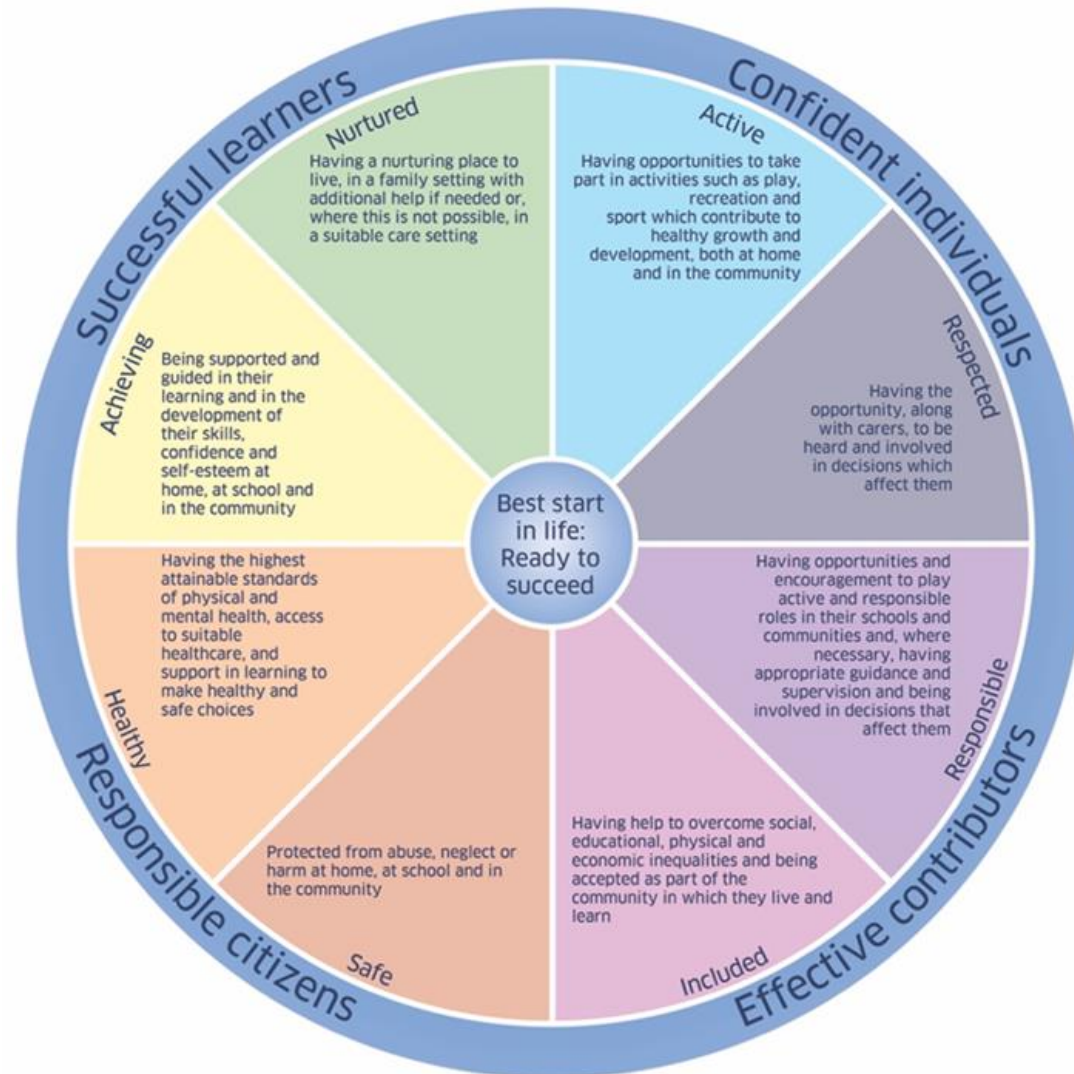 Successful learners
Confident individuals
Nurtured
Having a nurturing place to
live, in a family setting with
additional help if needed or,
where this is not possible, in
a suitable care setting
Active
Having opportunities to take
part in activities such as play,
recreation and
sport which contribute to
healthy growth and
development, both at home
and in the community
Achieving
Being supported and
guided in their
learning and in the
development of
their skills,
confidence and
self-esteem at
home, at school and
in the community
Respected
Having the
opportunity, along
with carers, to be
heard and involved
in decisions which
affect them
Best start
in life:
Ready to
succeed
Healthy
Having the highest
attainable standards
of physical and
mental health, access
to suitable
healthcare, and
support in learning to
make healthy and
safe choices
Responsible
Having opportunities and
encouragement to play
active and responsible
roles in their schools and
communities and, where
necessary, having
appropriate guidance and
supervision and being
involved in decisions that
affect them
Safe
Protected from abuse, neglect or
harm at home, at school and in
the community
Included
Having help to overcome social,
educational, physical and
economic inequalities and being
accepted as part of the
community in which they live and
learn
Responsible citizens
Effective contributors